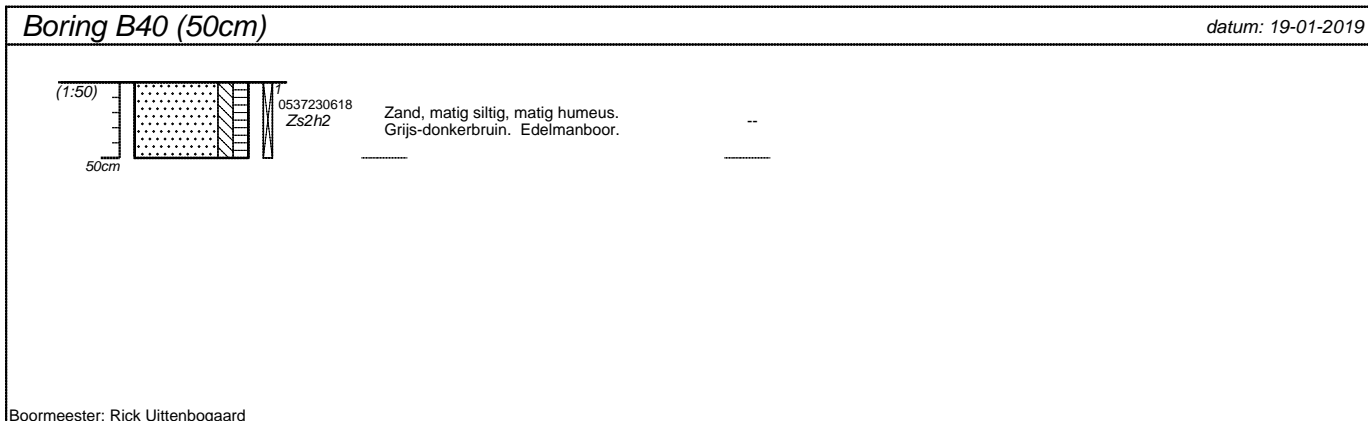 Boring B40 (50cm)
datum: 19-01-2019
(1:50)
1
0537230618
Zs2h2
Zand, matig siltig, matig humeus.
Grijs-donkerbruin. Edelmanboor.
--
50cm
Boormeester: Rick Uittenbogaard